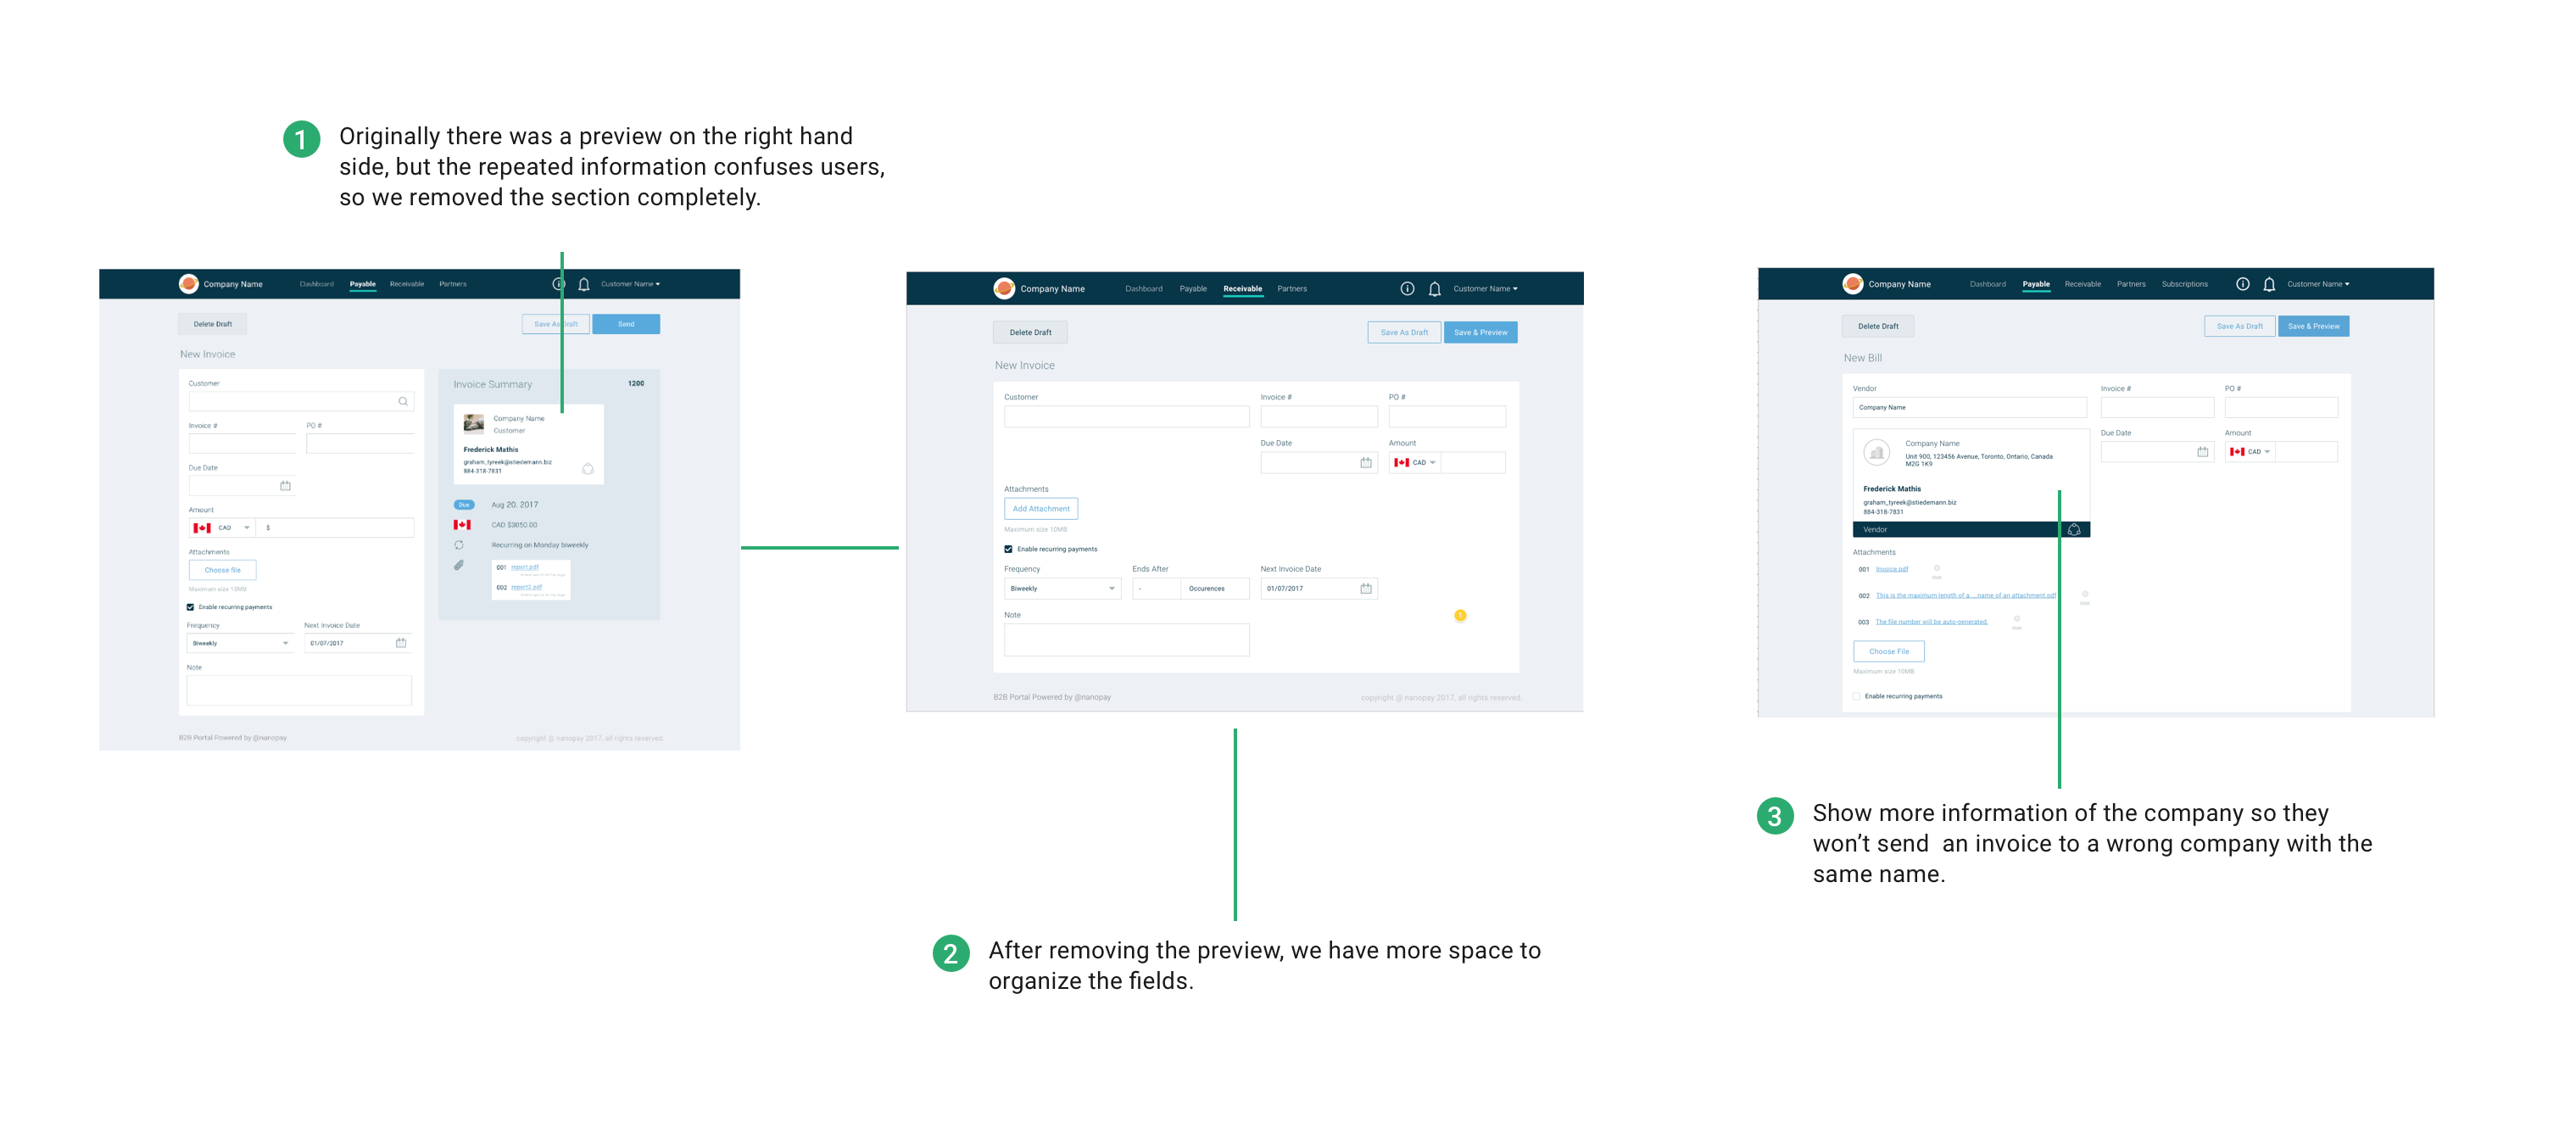 1
Originally there was a preview on the right hand
side, but the repeated information confuses users,
so we removed the section completely.
Company Name Dashboard Payable Receivable Partners Customer Name
Delete Draft Save As Draft Send
New Invoice
Customer
Invoice # PO #
Due Date
Amount
CAD $
Attachments
Choose file
Maximum size 10MB
Enable recurring payments
Frequency Next Invoice Date
Biweekly 01/07/2017
Note
Invoice Summary 1200
Company Name
Customer
Frederick Mathis
graham_tyreek@stiedemann.biz
884-318-7831
Due Aug 20, 2017
CAD $3050.00
Recurring on Monday biweekly
001 report.pdf
002 report2.pdf
B2B Portal Powered by @nanopay copyright @ nanopay 2017, all rights reserved.
Company Name Dashboard Payable Receivable Partners Customer Name
Delete Draft Save As Draft Save & Preview
New Invoice
Customer Invoice # PO #
Due Date Amount
CAD
Attachments
Add Attachment
Maximum size 10MB
Enable recurring payments
Frequency Ends After Next Invoice Date
Biweekly - Occurences 01/07/2017
Note
B2B Portal Powered by @nanopay copyright @ nanopay 2017, all rights reserved.
2
After removing the preview, we have more space to
organize the fields.
Company Name Dashboard Payable Receivable Partners Subscriptions Customer Name
Delete Draft Save As Draft Save & Preview
New Bill
Vendor Invoice # PO #
Company Name
Due Date Amount
CAD
Company Name
Unit 900, 123456 Avenue, Toronto, Ontario, Canada
M2G 1K9
Frederick Mathis
graham_tyreek@stiedemann.biz
884-318-7831
Vendor
Attachments
001 Invoice.pdf
002 This is the maximum length of a....name of an attachment.pdf
003 The file number will be auto-generated.
Choose File
Maximum size 10MB
Enable recurring payments
3
Show more information of the company so they
won’t send an invoice to a wrong company with the
same name.